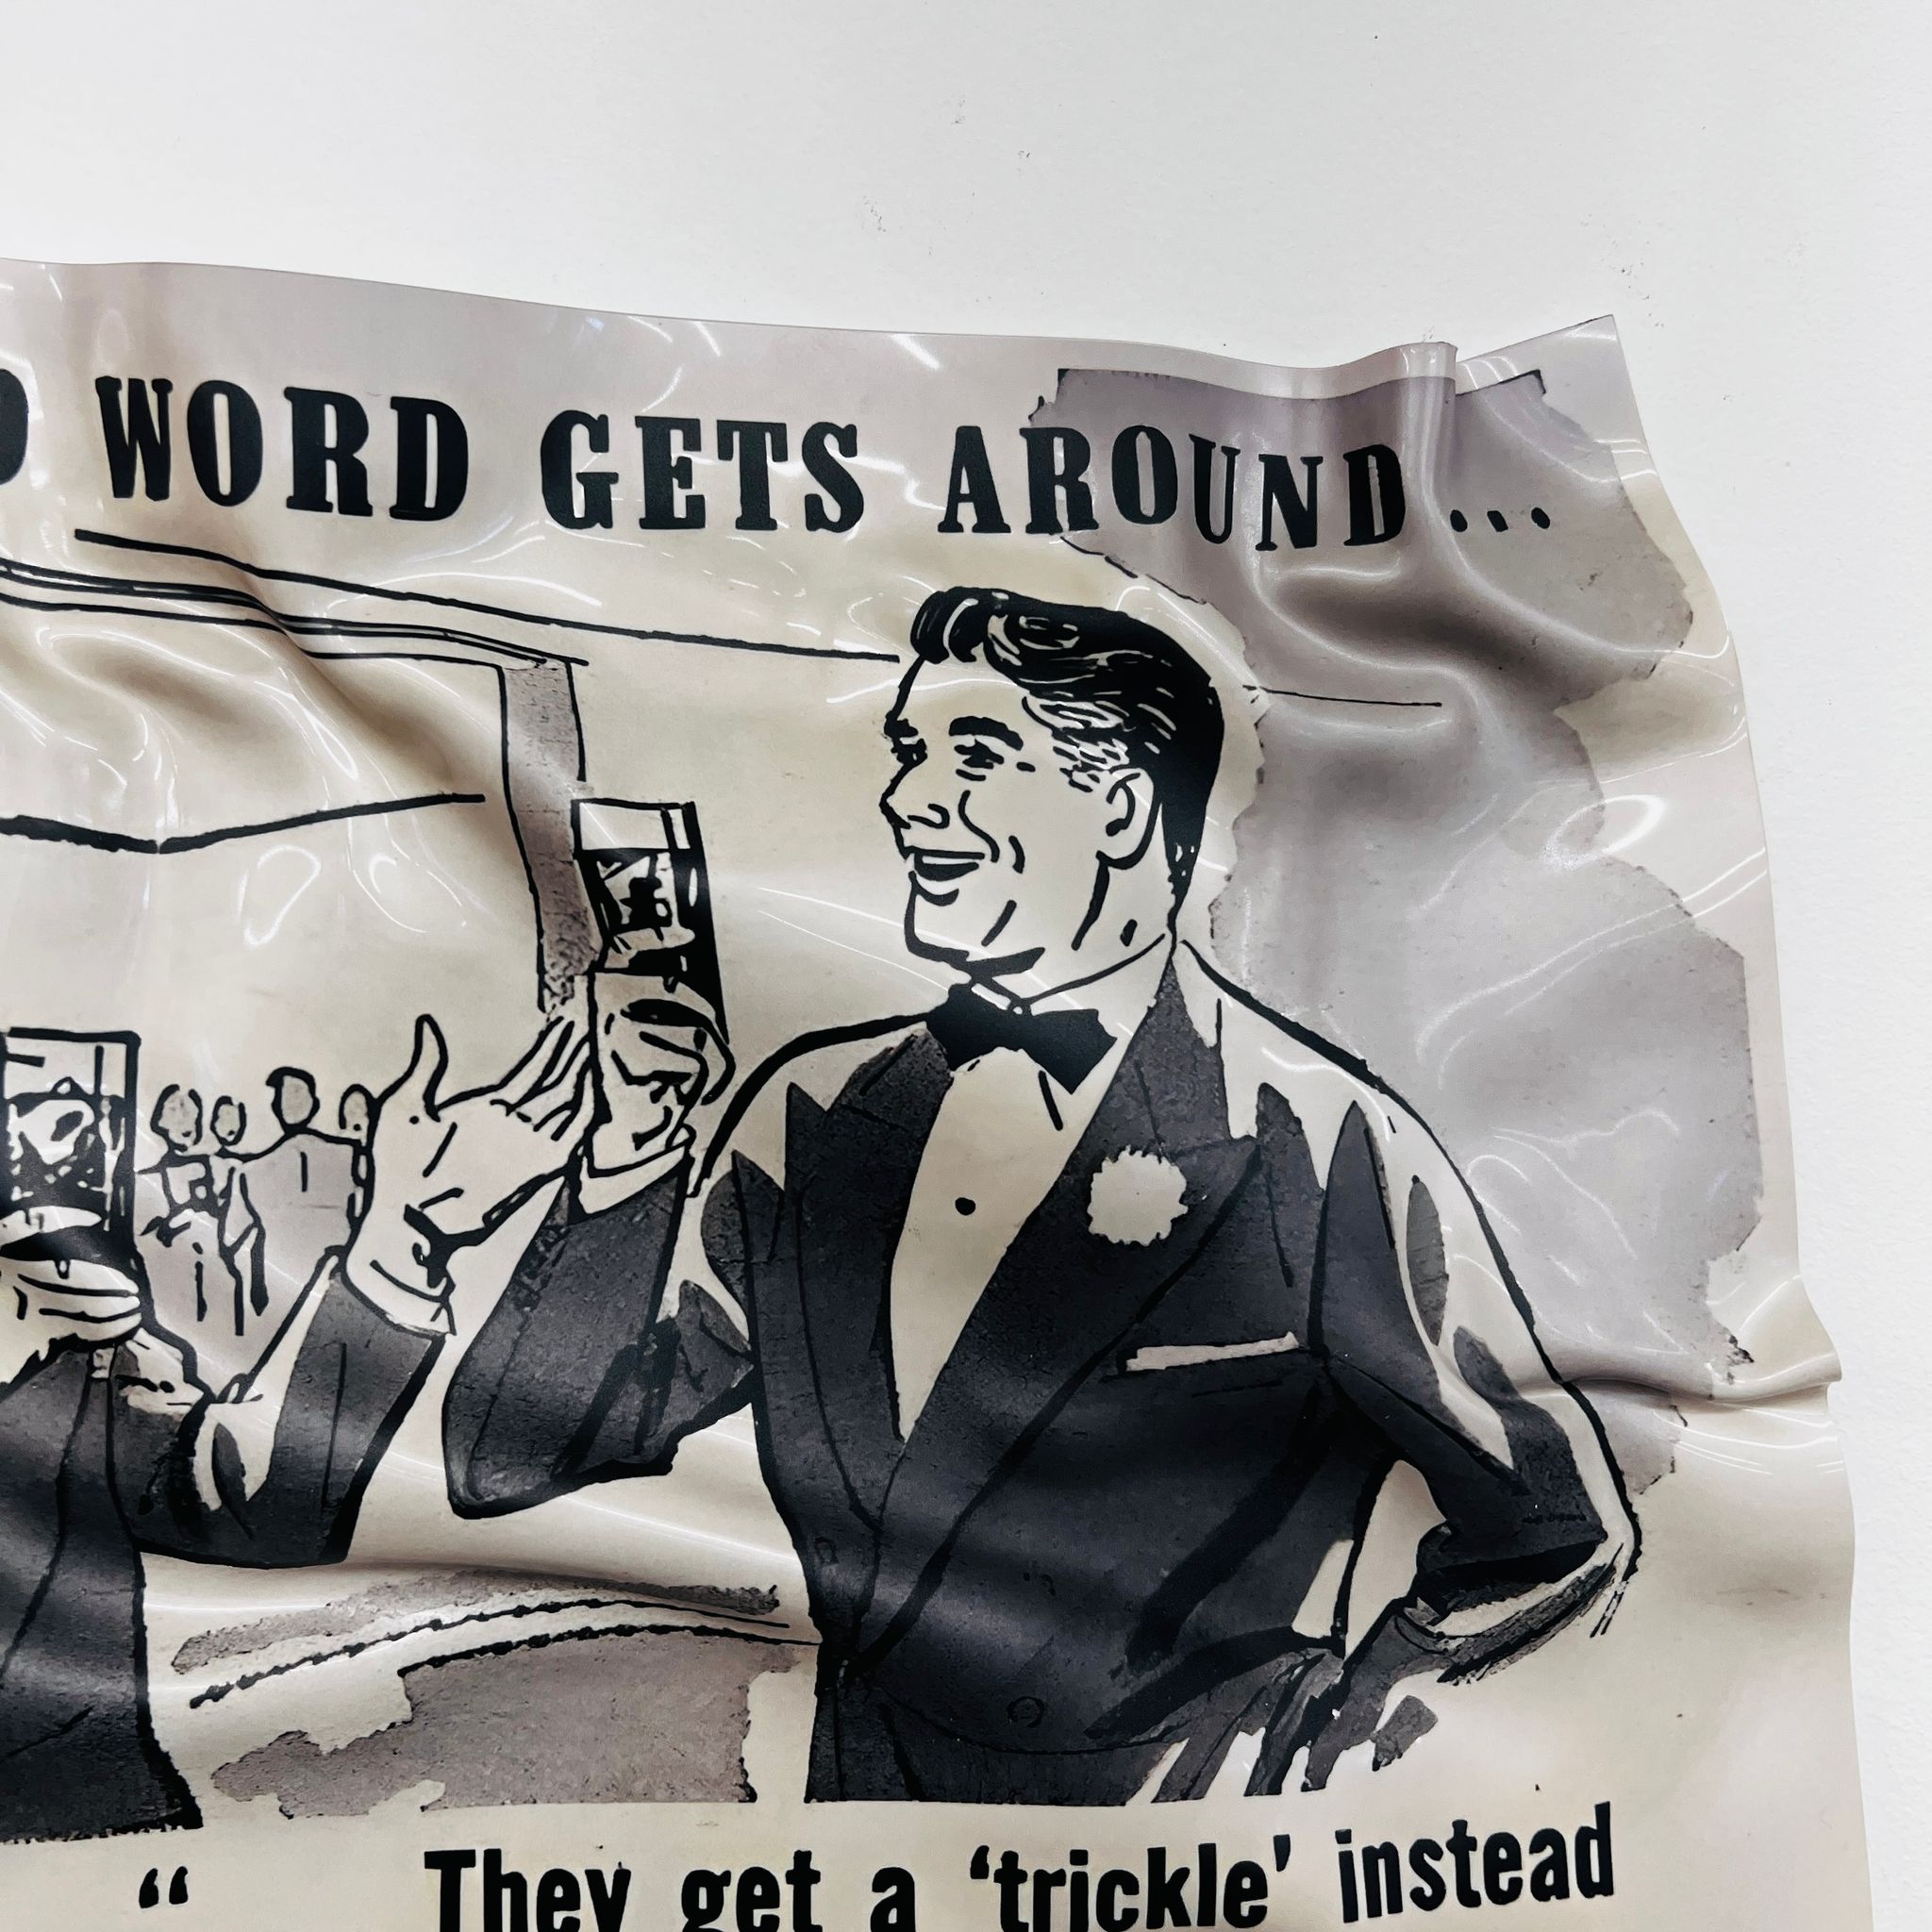 WORD GETS AROUND...
“ They get a ‘trickle’ instead